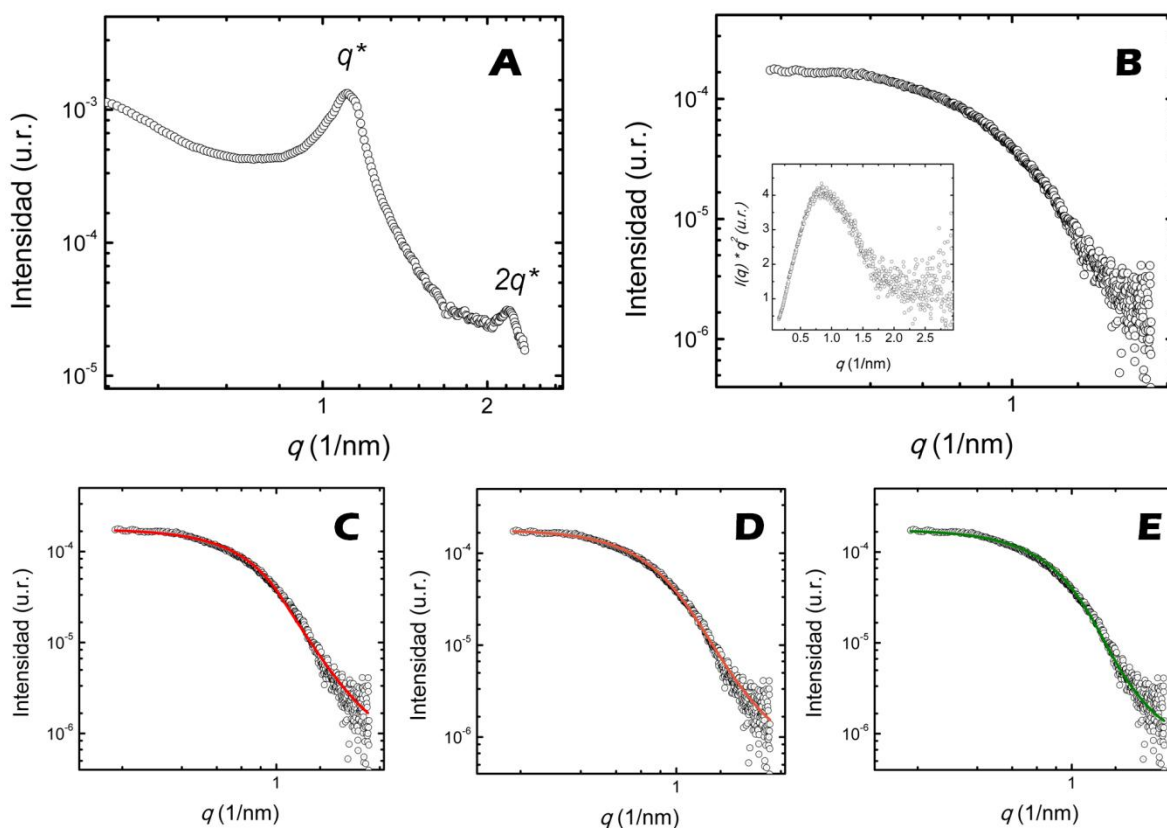 A
q*
2q*
10⁻³
10⁻⁴
10⁻⁵
Intensidad (u.r.)
1
2
q (1/nm)
B
10⁻⁴
10⁻⁵
10⁻⁶
Intensidad (u.r.)
1
q (1/nm)
I(q) * q² (u.r.)
4
3
2
1
0.5
1.0
1.5
2.0
2.5
q (1/nm)
C
10⁻⁴
10⁻⁵
10⁻⁶
Intensidad (u.r.)
1
q (1/nm)
D
10⁻⁴
10⁻⁵
10⁻⁶
Intensidad (u.r.)
1
q (1/nm)
E
10⁻⁴
10⁻⁵
10⁻⁶
Intensidad (u.r.)
1
q (1/nm)